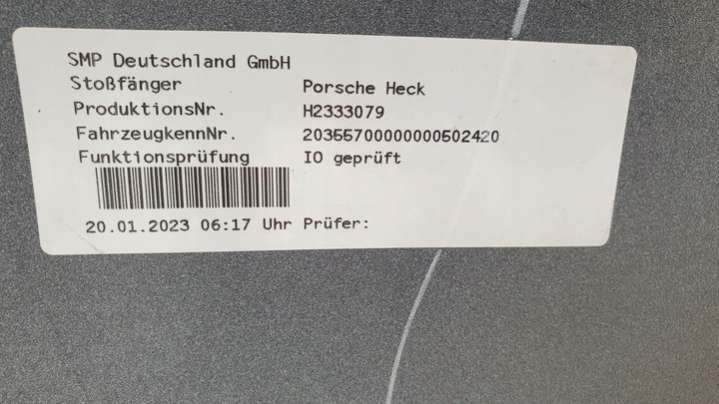 SMP Deutschland GmbH
Stoßfänger Porsche Heck
ProduktionsNr. H2333079
FahrzeugkennNr. 20355700000000502420
Funktionsprüfung IO geprüft
20.01.2023 06:17 Uhr Prüfer: